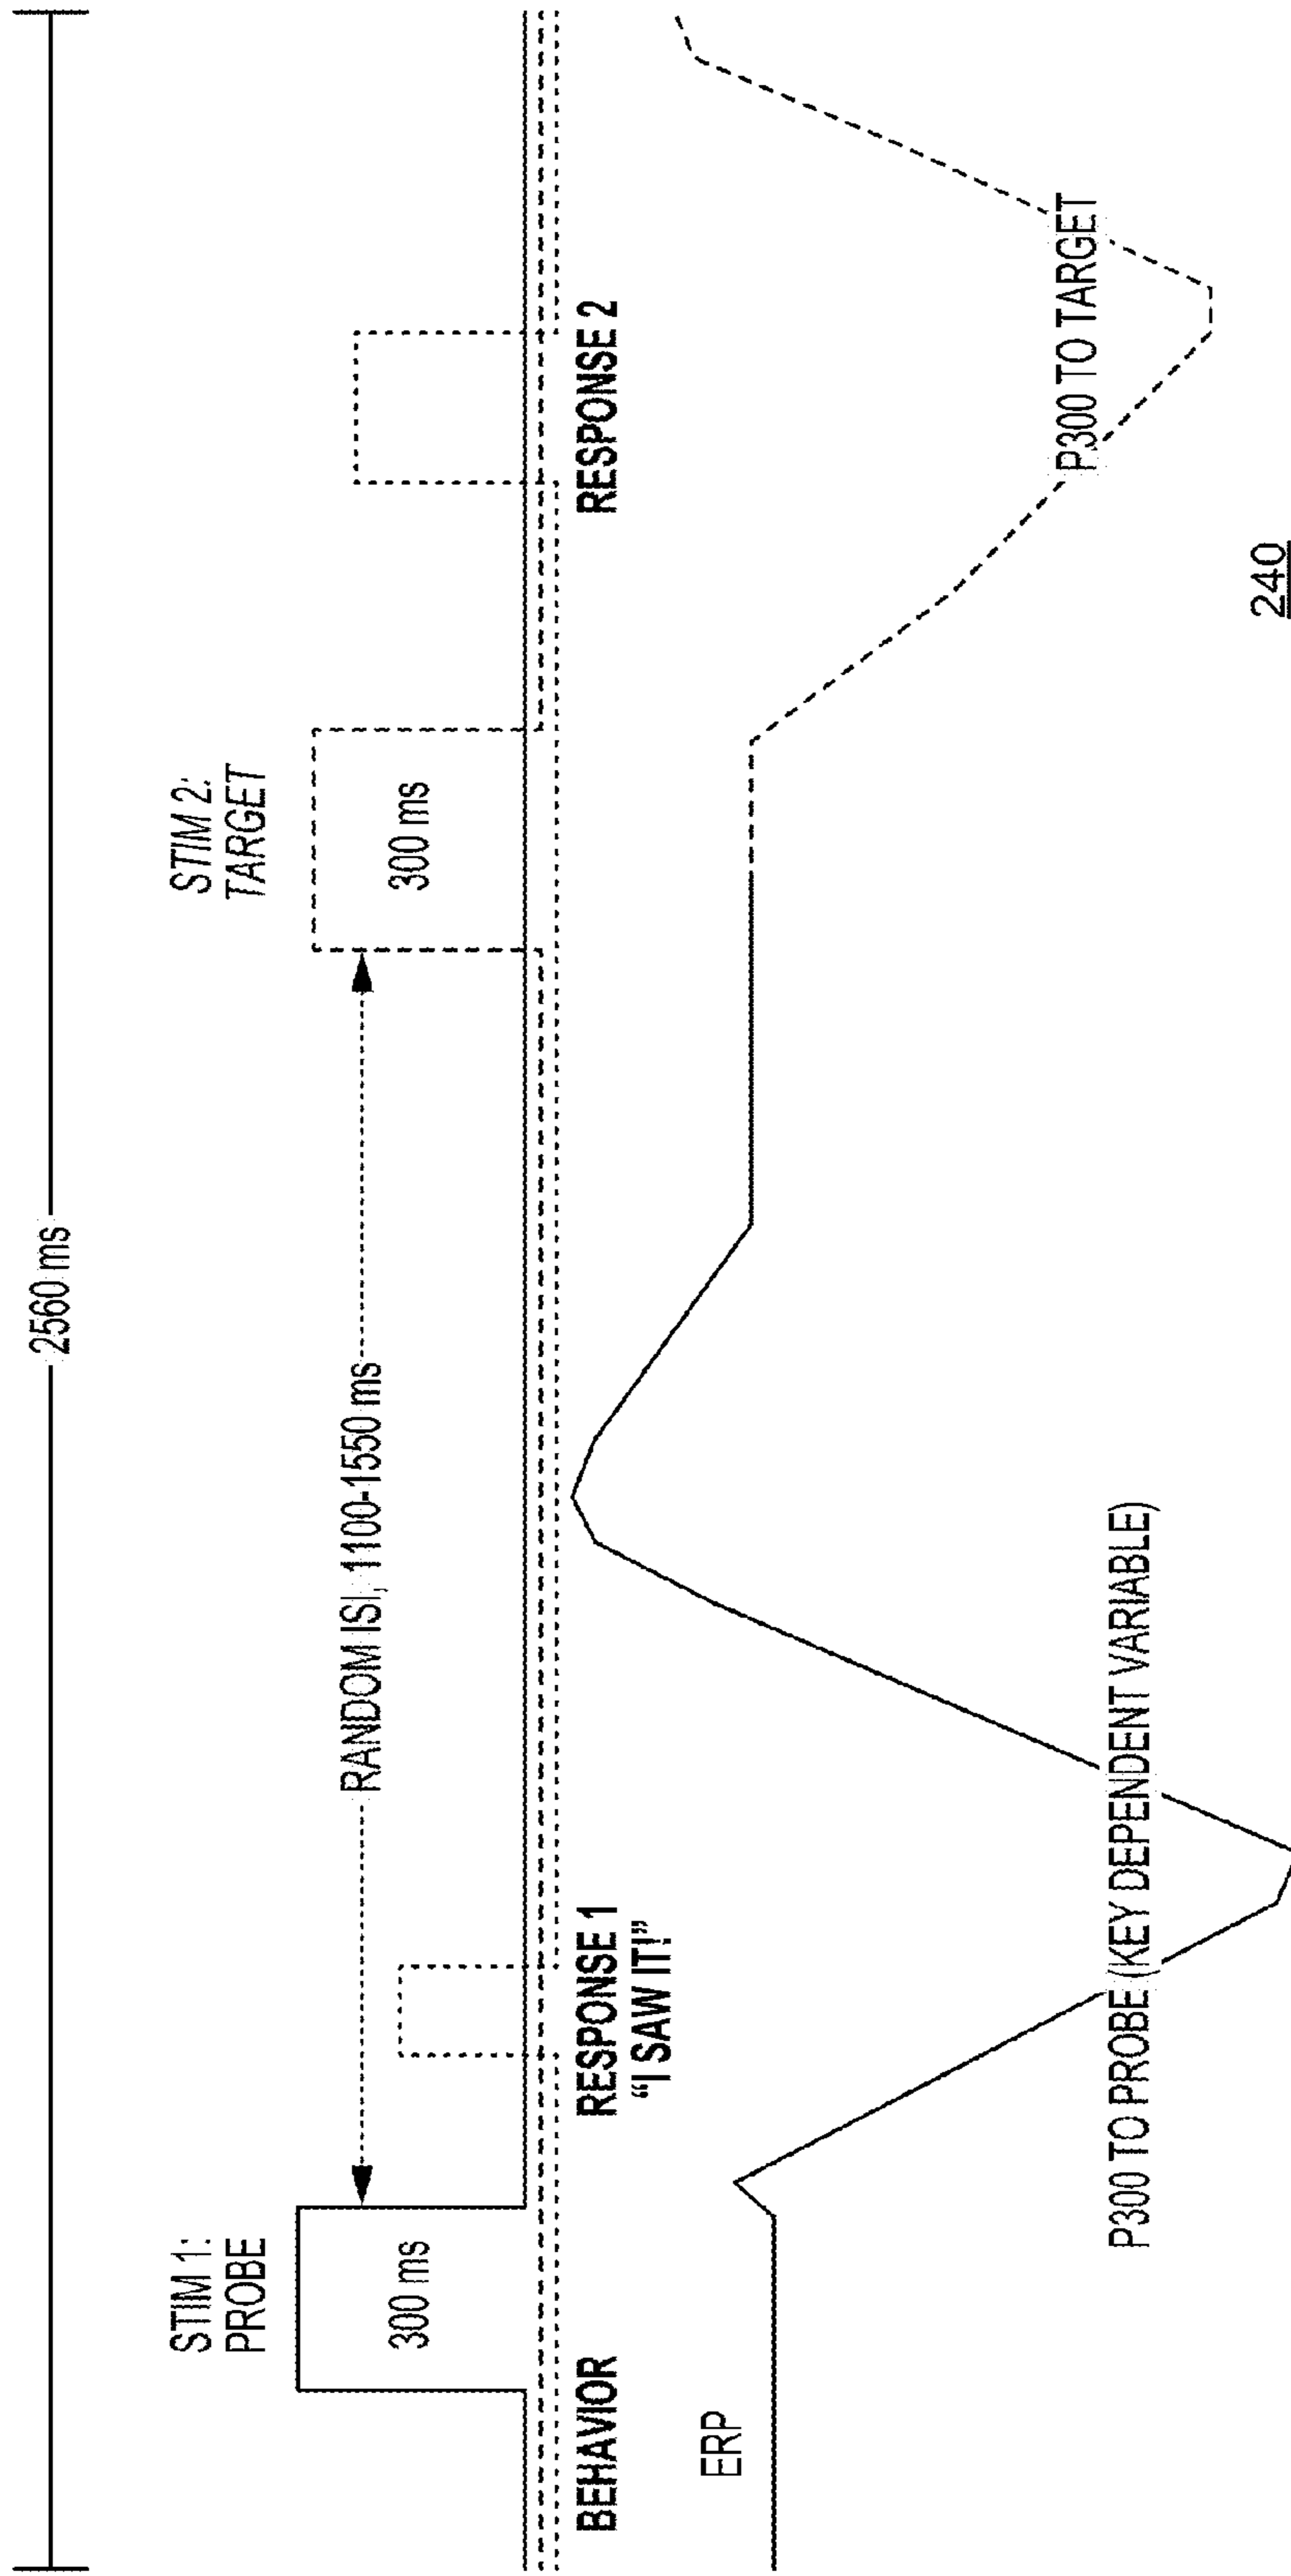 2560 ms
STIM 1:
PROBE
STIM 2:
TARGET
RANDOM ISI, 1100-1550 ms
300 ms
300 ms
BEHAVIOR
RESPONSE 1
“I SAW IT!”
RESPONSE 2
ERP
P300 TO PROBE (KEY DEPENDENT VARIABLE)
P300 TO TARGET
240